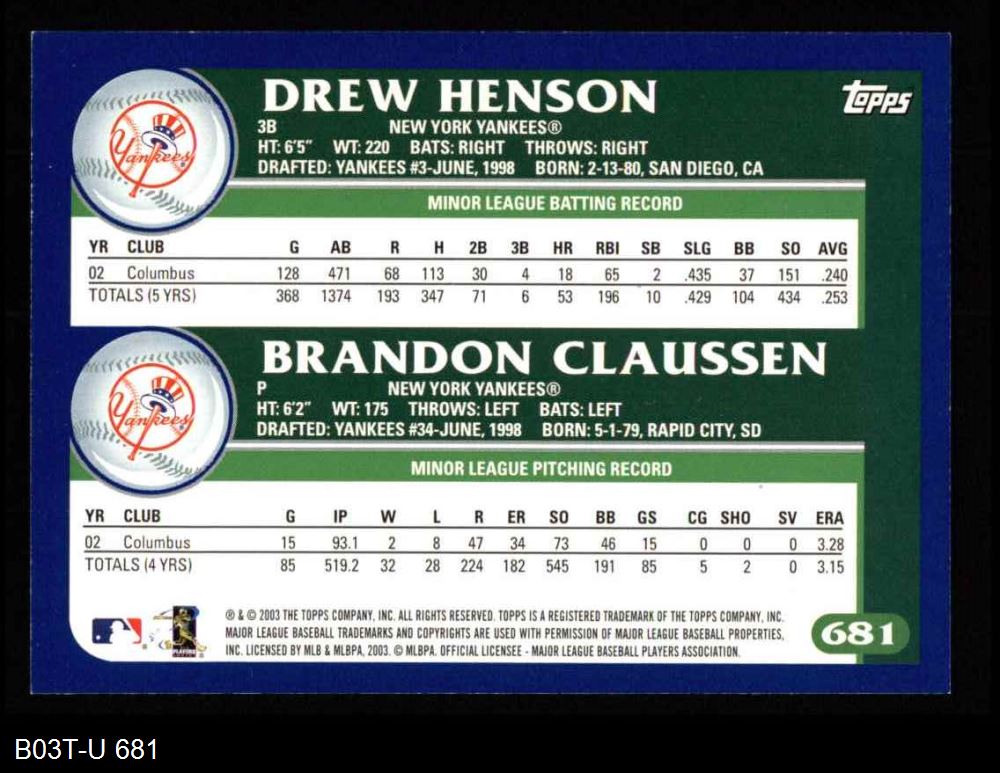 DREW HENSON
Topps
3B NEW YORK YANKEES®
HT: 6'5" WT: 220 BATS: RIGHT THROWS: RIGHT
DRAFTED: YANKEES #3-JUNE, 1998 BORN: 2-13-80, SAN DIEGO, CA
Yankees
MINOR LEAGUE BATTING RECORD
YR CLUB G AB R H 2B 3B HR RBI SB SLG BB SO AVG
02 Columbus 128 471 68 113 30 4 18 65 2 .435 37 151 .240
TOTALS (5 YRS) 368 1374 193 347 71 6 53 196 10 .429 104 434 .253
BRANDON CLAUSSEN
P NEW YORK YANKEES®
HT: 6'2" WT: 175 THROWS: LEFT BATS: LEFT
DRAFTED: YANKEES #34-JUNE, 1998 BORN: 5-1-79, RAPID CITY, SD
Yankees
MINOR LEAGUE PITCHING RECORD
YR CLUB G IP W L R ER SO BB GS CG SHO SV ERA
02 Columbus 15 93.1 2 8 47 34 73 46 15 0 0 0 3.28
TOTALS (4 YRS) 85 519.2 32 28 224 182 545 191 85 5 2 0 3.15
® & © 2003 THE TOPPS COMPANY, INC. ALL RIGHTS RESERVED. TOPPS IS A REGISTERED TRADEMARK OF THE TOPPS COMPANY, INC.
MAJOR LEAGUE BASEBALL TRADEMARKS AND COPYRIGHTS ARE USED WITH PERMISSION OF MAJOR LEAGUE BASEBALL PROPERTIES,
INC. LICENSED BY MLB & MLBPA, 2003. © MLBPA. OFFICIAL LICENSEE - MAJOR LEAGUE BASEBALL PLAYERS ASSOCIATION.
681
B03T-U 681